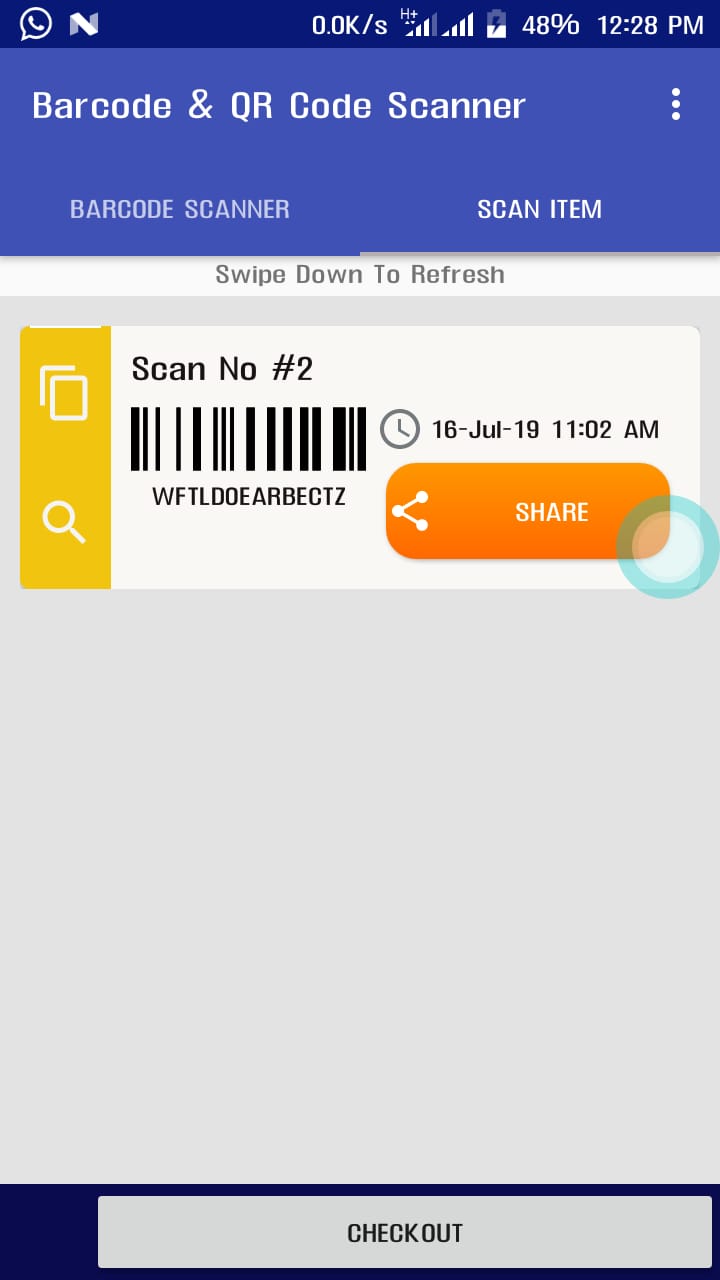 0.0K/s H+ 48% 12:28 PM
Barcode & QR Code Scanner
BARCODE SCANNER SCAN ITEM
Swipe Down To Refresh
Scan No #2
16-Jul-19 11:02 AM
WFTLDOEARBECTZ
SHARE
CHECKOUT